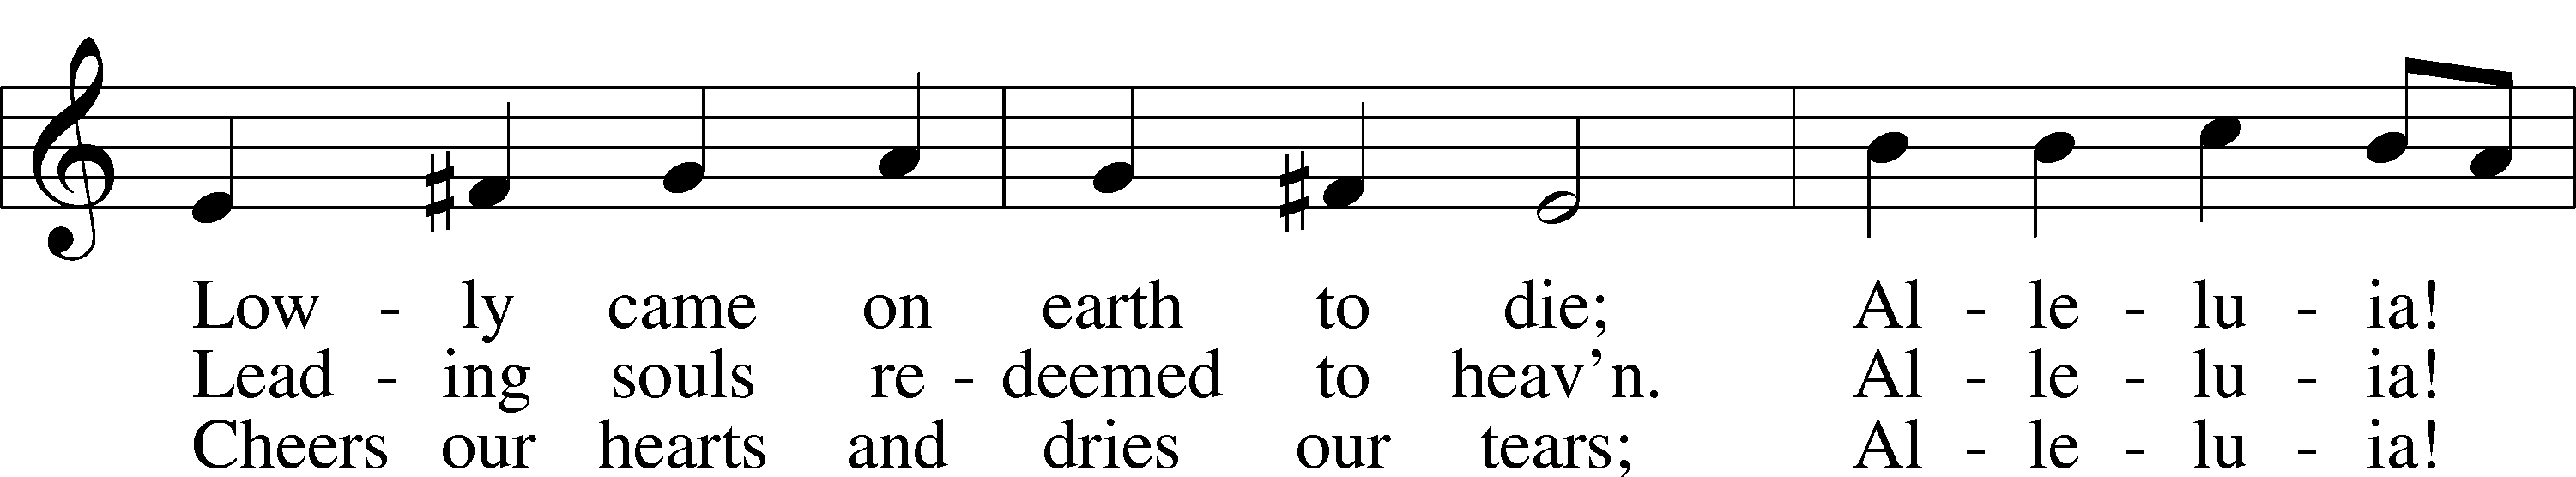 Low - ly came on earth to die; Al - le - lu - ia!
Lead - ing souls re - deemed to heav’n. Al - le - lu - ia!
Cheers our hearts and dries our tears; Al - le - lu - ia!